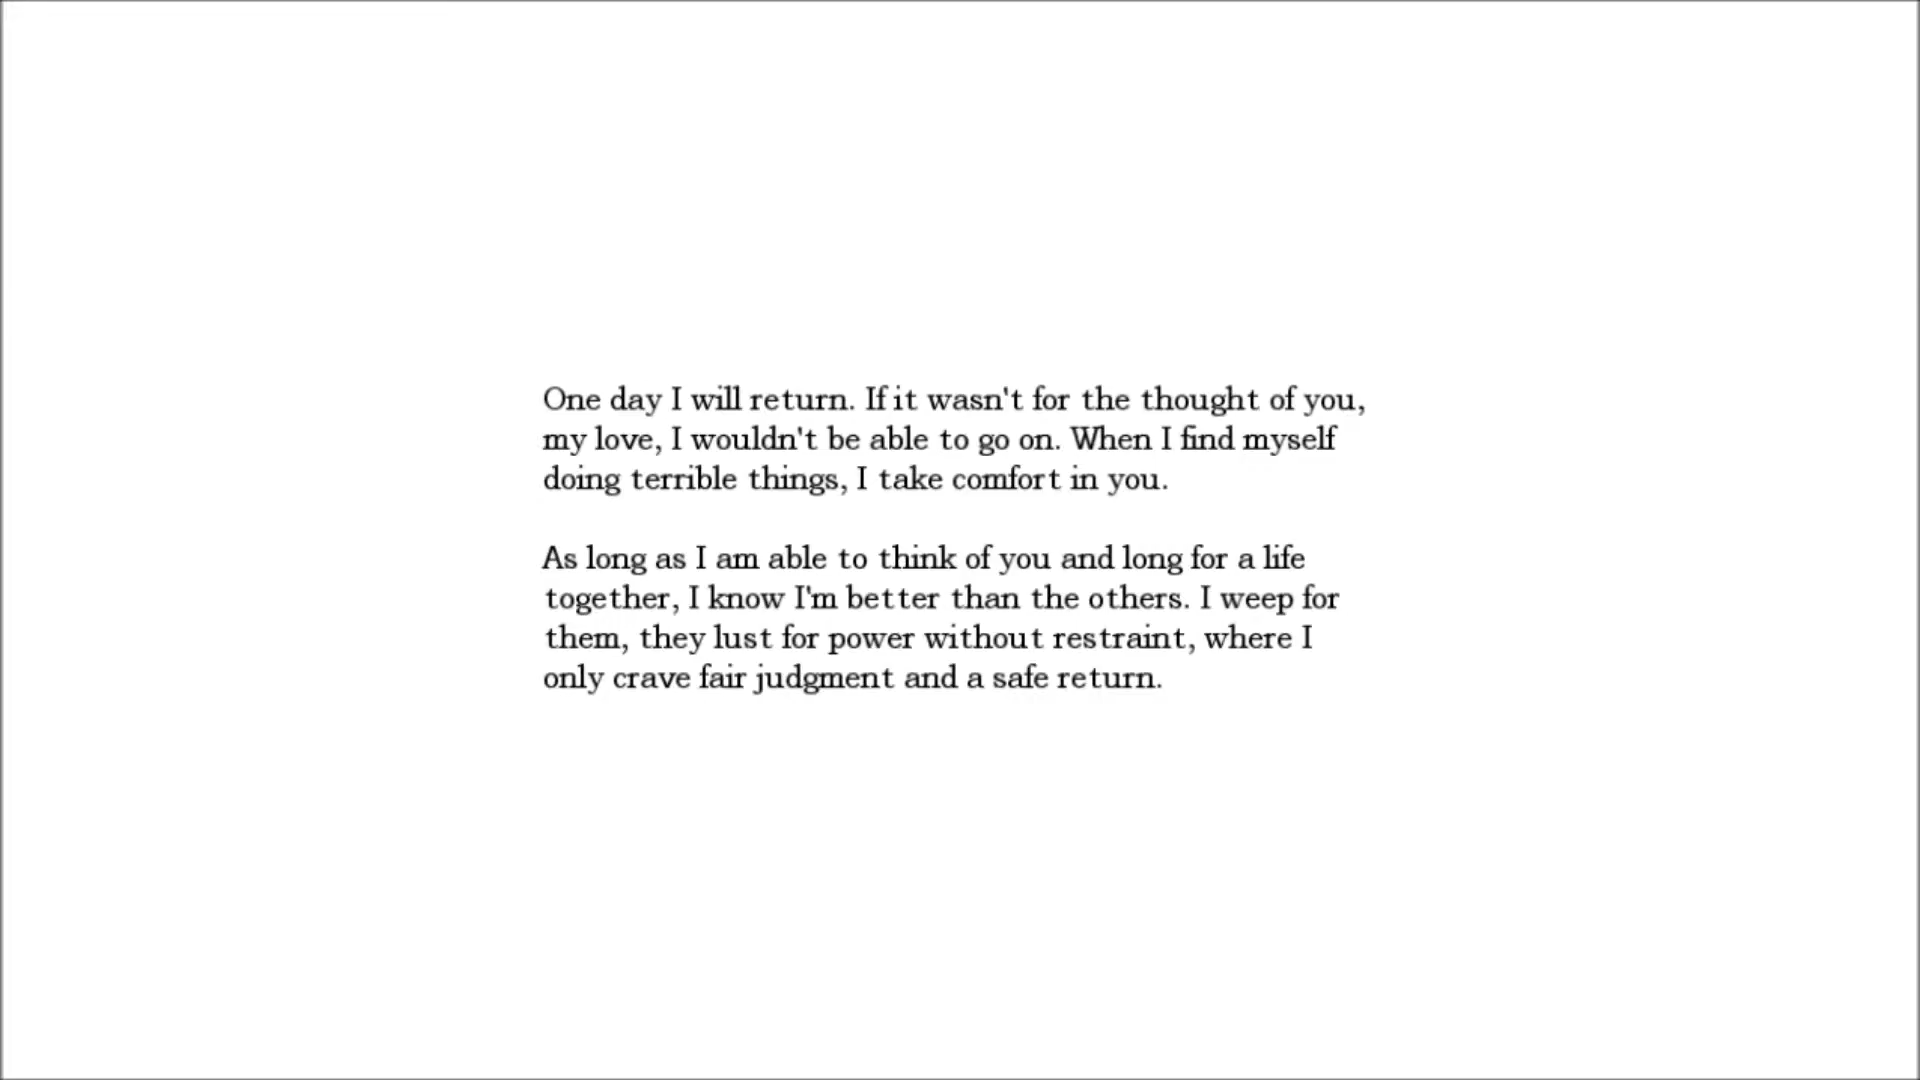 One day I will return. If it wasn't for the thought of you,
my love, I wouldn't be able to go on. When I find myself
doing terrible things, I take comfort in you.
As long as I am able to think of you and long for a life
together, I know I'm better than the others. I weep for
them, they lust for power without restraint, where I
only crave fair judgment and a safe return.